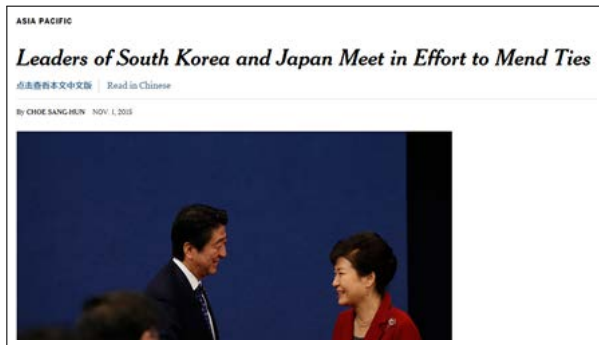 ASIA PACIFIC
Leaders of South Korea and Japan Meet in Effort to Mend Ties
点击查看本文中文版 | Read in Chinese
By CHOE SANG-HUN NOV. 1, 2015